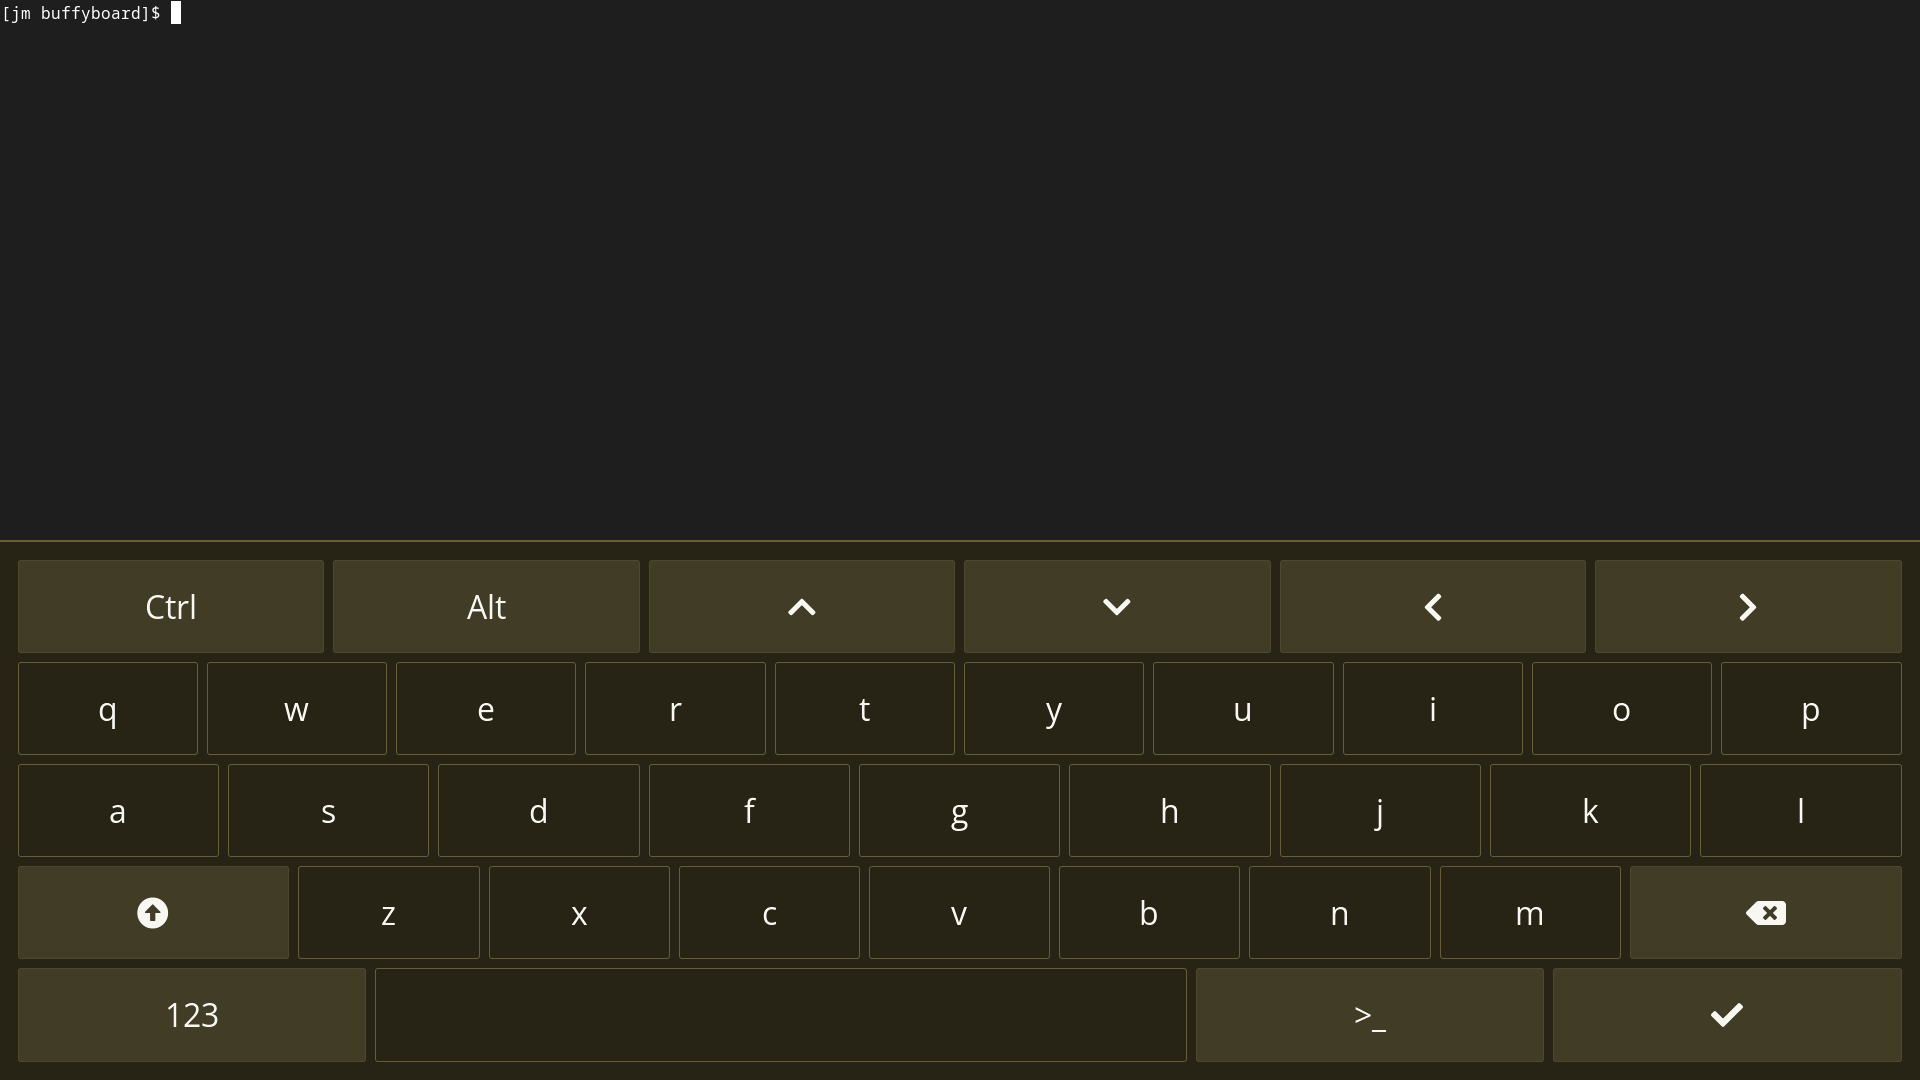 [jm buffyboard]$
Ctrl Alt
q w e r t y u i o p
a s d f g h j k l
z x c v b n m
123 >_